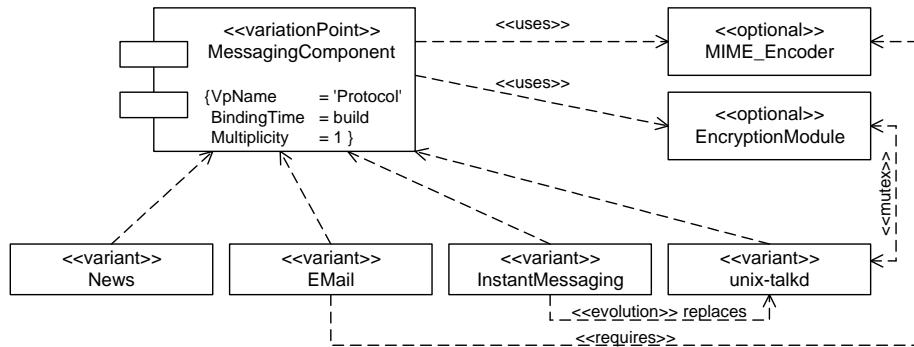 <<variationPoint>>
MessagingComponent
{VpName = 'Protocol'
BindingTime = build
Multiplicity = 1 }
<<uses>>
<<uses>>
<<optional>>
MIME_Encoder
<<optional>>
EncryptionModule
<<mutex>>
<<variant>>
News
<<variant>>
EMail
<<variant>>
InstantMessaging
<<variant>>
unix-talkd
<<evolution>> replaces
<<requires>>